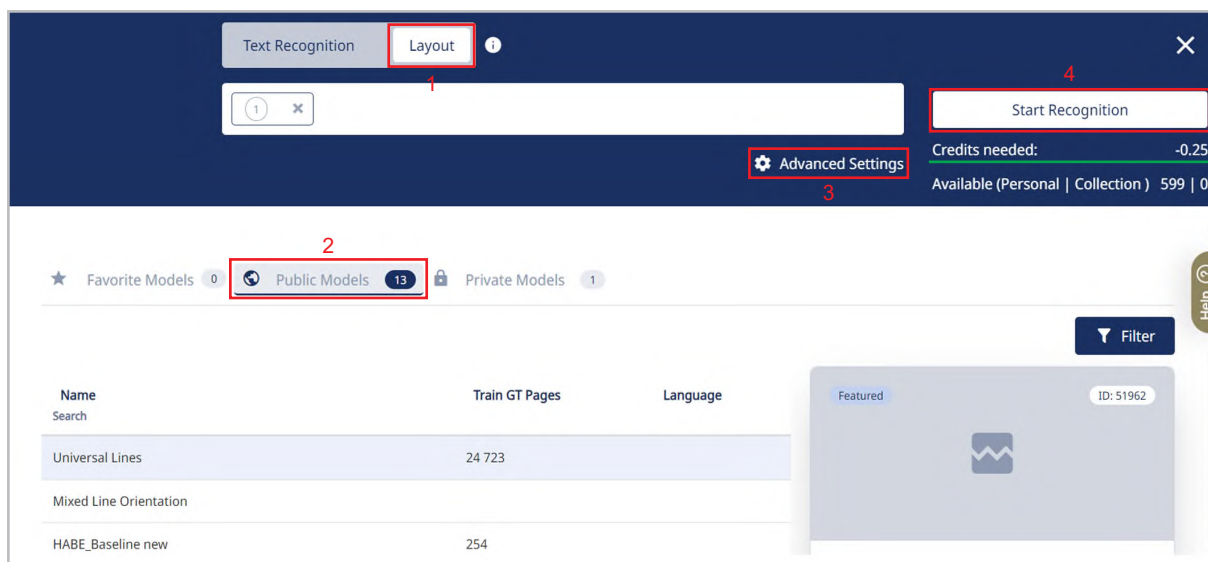 Text Recognition Layout
1
4
1
Start Recognition
Credits needed: -0.25
Advanced Settings
Available (Personal | Collection ) 599 | 0
3
2
Favorite Models 0 Public Models 13 Private Models 1
Help
Filter
Name Train GT Pages Language
Search
Featured ID: 51962
Universal Lines 24 723
Mixed Line Orientation
HABE_Baseline new 254